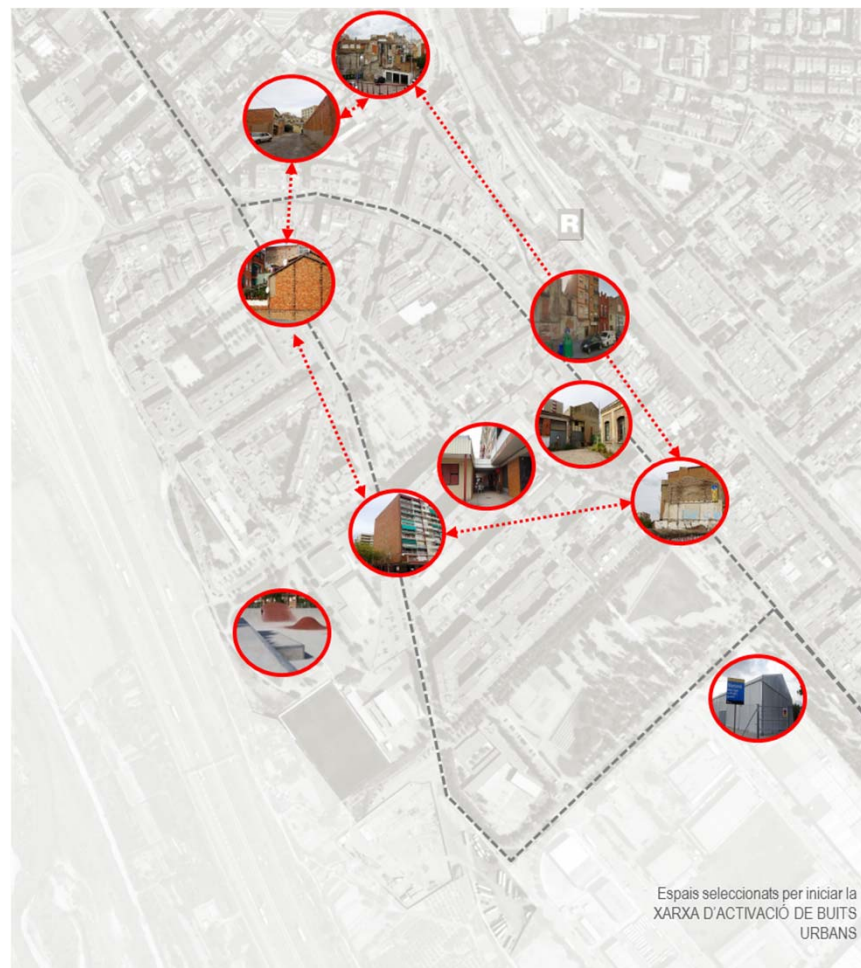 R
Espais seleccionats per iniciar la
XARXA D'ACTIVACIÓ DE BUITS
URBANS